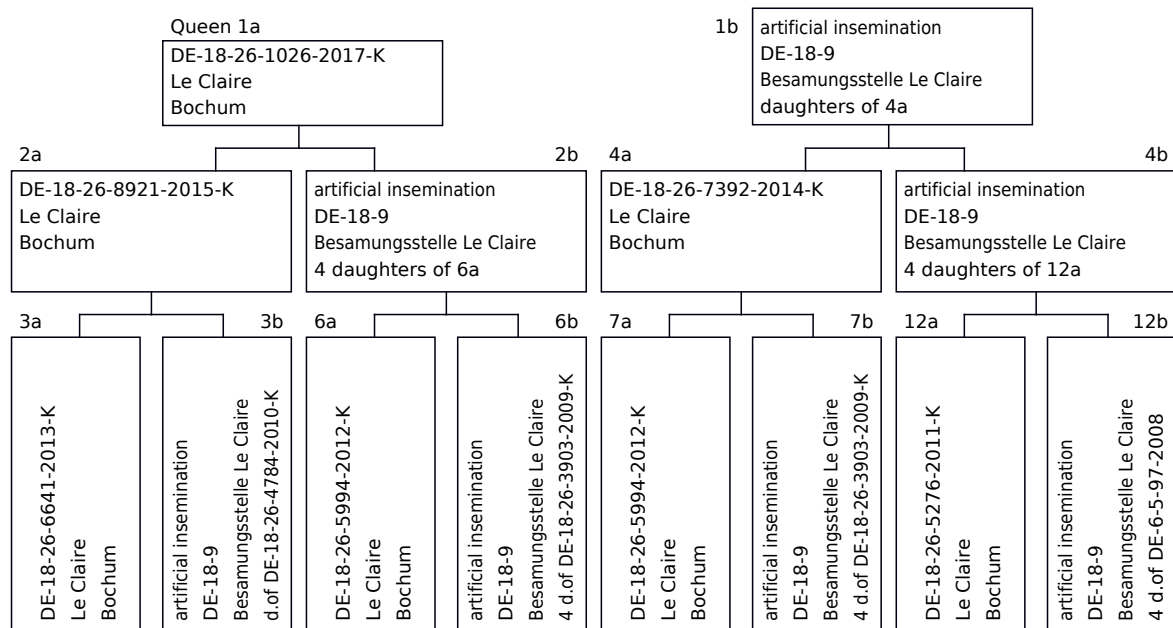 Queen 1a
DE-18-26-1026-2017-K
Le Claire
Bochum
1b
artificial insemination
DE-18-9
Besamungsstelle Le Claire
daughters of 4a
2a
DE-18-26-8921-2015-K
Le Claire
Bochum
2b
artificial insemination
DE-18-9
Besamungsstelle Le Claire
4 daughters of 6a
4a
DE-18-26-7392-2014-K
Le Claire
Bochum
4b
artificial insemination
DE-18-9
Besamungsstelle Le Claire
4 daughters of 12a
3a
DE-18-26-6641-2013-K
Le Claire
Bochum
3b
artificial insemination
DE-18-9
Besamungsstelle Le Claire
d.of DE-18-26-4784-2010-K
6a
DE-18-26-5994-2012-K
Le Claire
Bochum
6b
artificial insemination
DE-18-9
Besamungsstelle Le Claire
4 d.of DE-18-26-3903-2009-K
7a
DE-18-26-5994-2012-K
Le Claire
Bochum
7b
artificial insemination
DE-18-9
Besamungsstelle Le Claire
4 d.of DE-18-26-3903-2009-K
12a
DE-18-26-5276-2011-K
Le Claire
Bochum
12b
artificial insemination
DE-18-9
Besamungsstelle Le Claire
4 d.of DE-6-5-97-2008